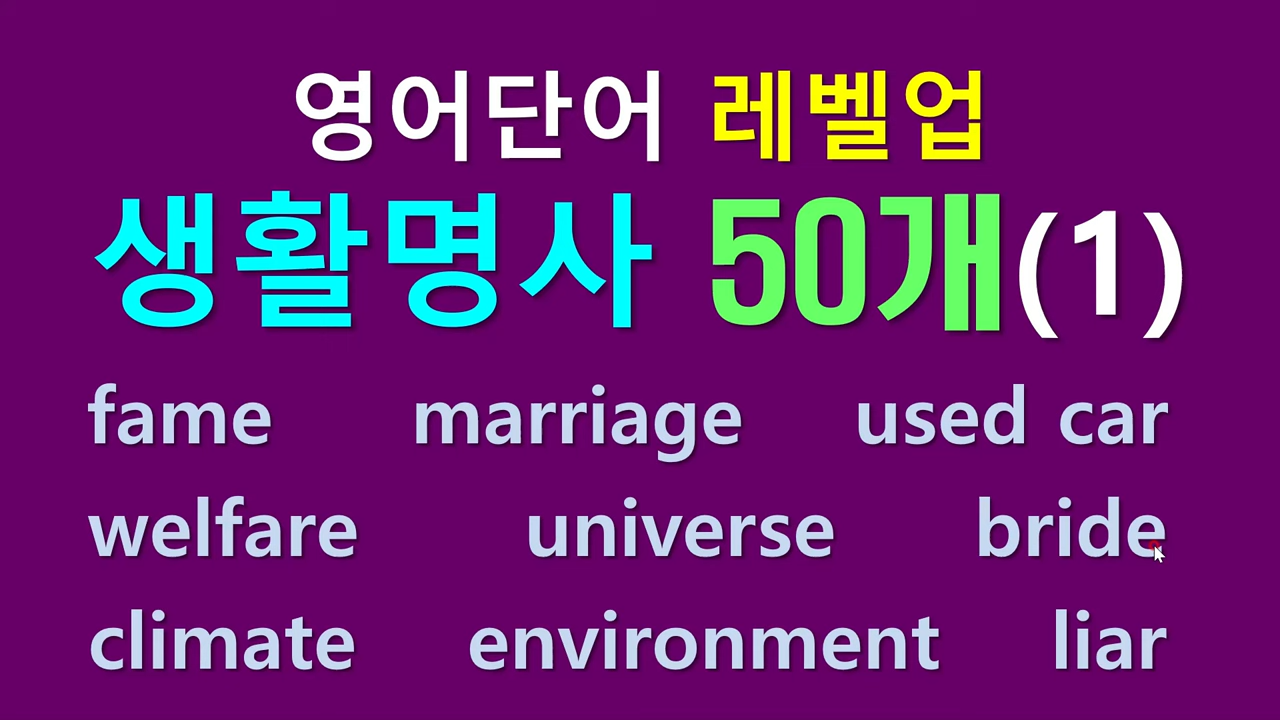 영어단어 레벨업
생활명사 50개(1)
fame marriage used car
welfare universe bride
climate environment liar